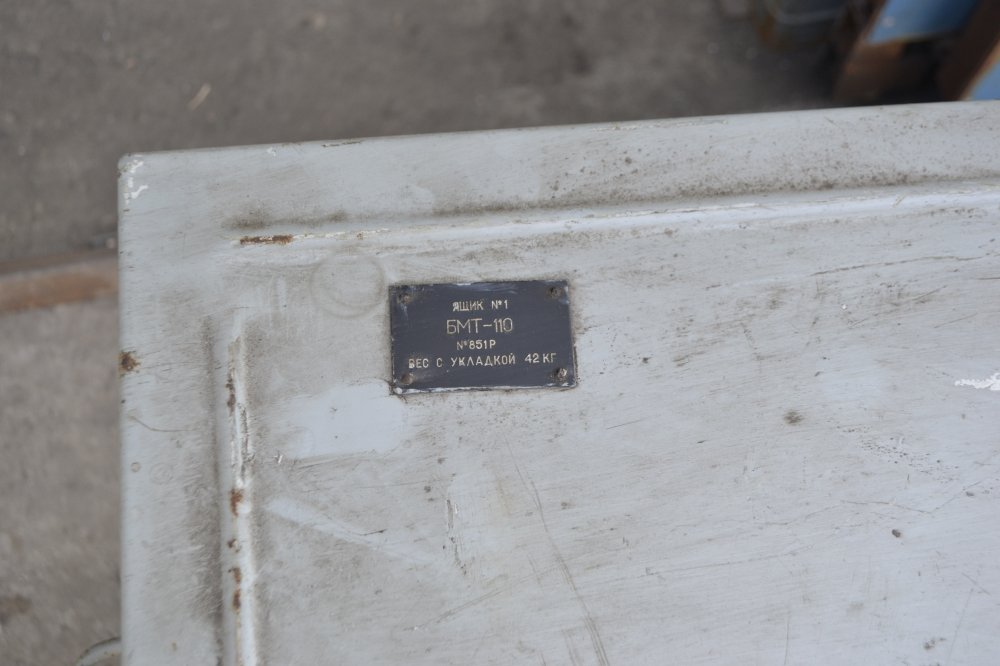 ЯЩИК №1
БМТ-110
№851Р
ВЕС С УКЛАДКОЙ 42 КГ